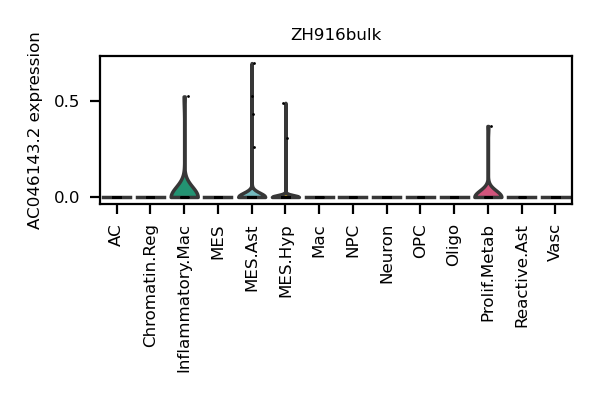 ZH916bulk
AC046143.2 expression
0.5
0.0
AC
Chromatin.Reg
Inflammatory.Mac
MES
MES.Ast
MES.Hyp
Mac
NPC
Neuron
OPC
Oligo
Prolif.Metab
Reactive.Ast
Vasc